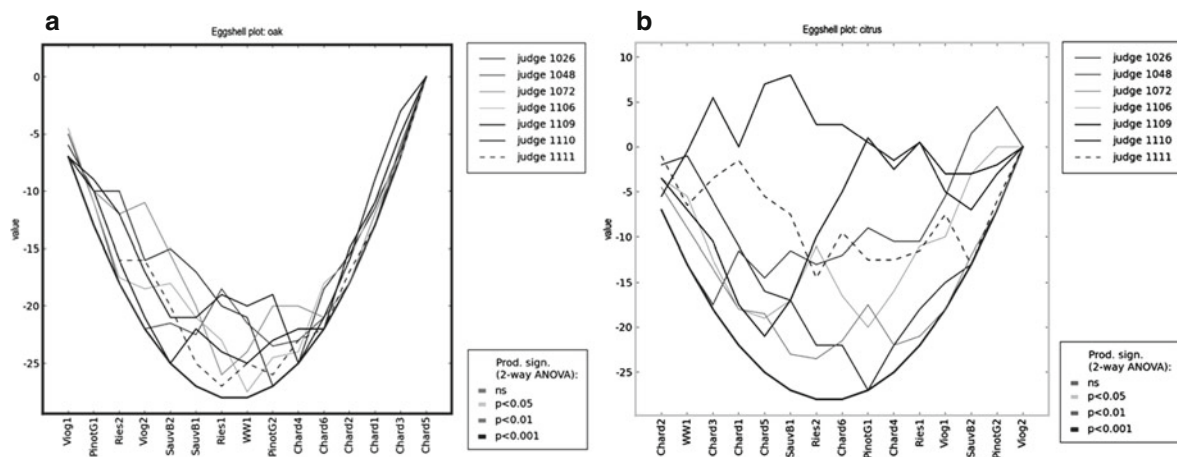 a
Eggshell plot: oak
value
0
-5
-10
-15
-20
-25
Viog1
PinotG1
Ries2
Viog2
SauvB2
SauvB1
Ries1
WW1
PinotG2
Chard4
Chard6
Chard2
Chard1
Chard3
Chard5
judge 1026
judge 1048
judge 1072
judge 1106
judge 1109
judge 1110
judge 1111
Prod. sign.
(2-way ANOVA):
ns
p<0.05
p<0.01
p<0.001
b
Eggshell plot: citrus
value
10
5
0
-5
-10
-15
-20
-25
Chard2
WW1
Chard3
Chard1
Chard5
SauvB1
Ries2
Chard6
PinotG1
Chard4
Ries1
Viog1
SauvB2
PinotG2
Viog2
judge 1026
judge 1048
judge 1072
judge 1106
judge 1109
judge 1110
judge 1111
Prod. sign.
(2-way ANOVA):
ns
p<0.05
p<0.01
p<0.001